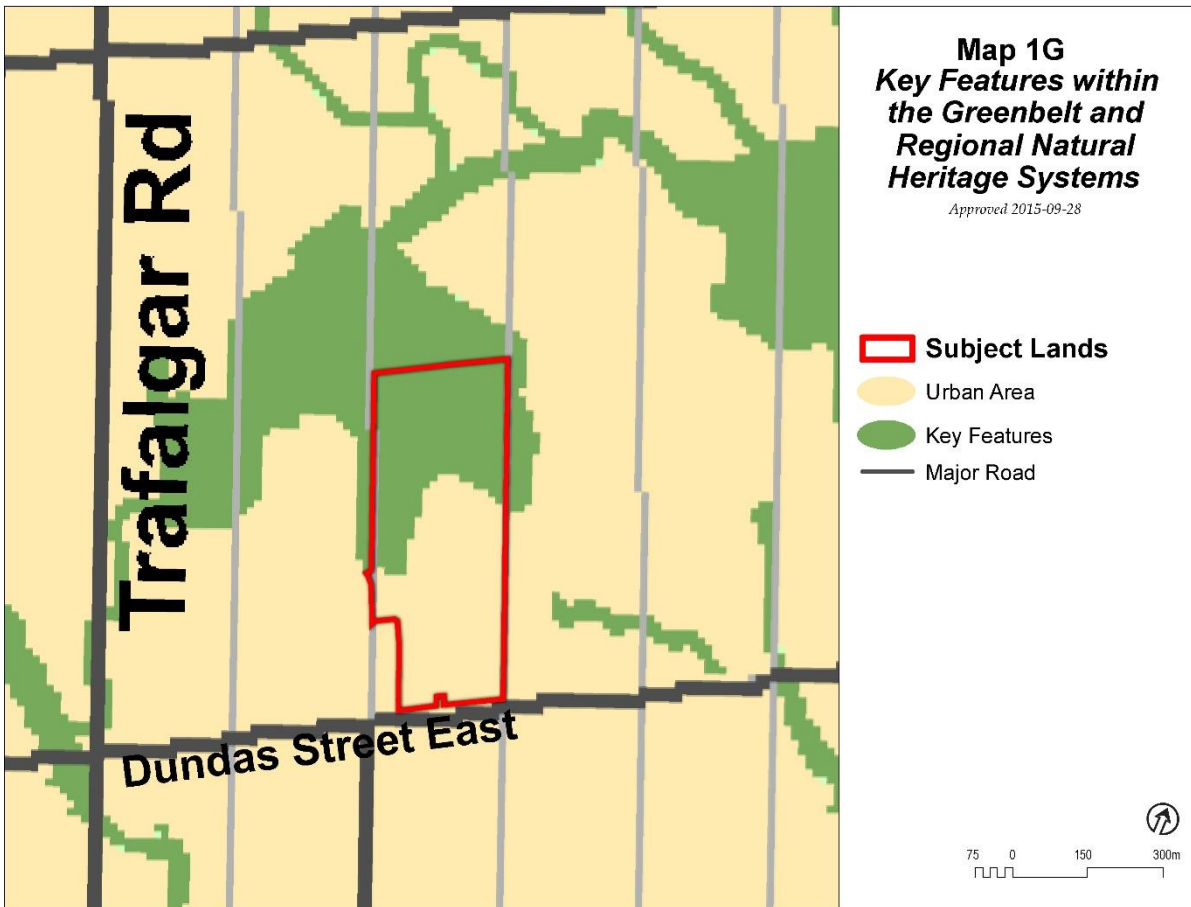 Trafalgar Rd
Dundas Street East
Map 1G
Key Features within
the Greenbelt and
Regional Natural
Heritage Systems
Approved 2015-09-28
Subject Lands
Urban Area
Key Features
Major Road
75 0 150 300m